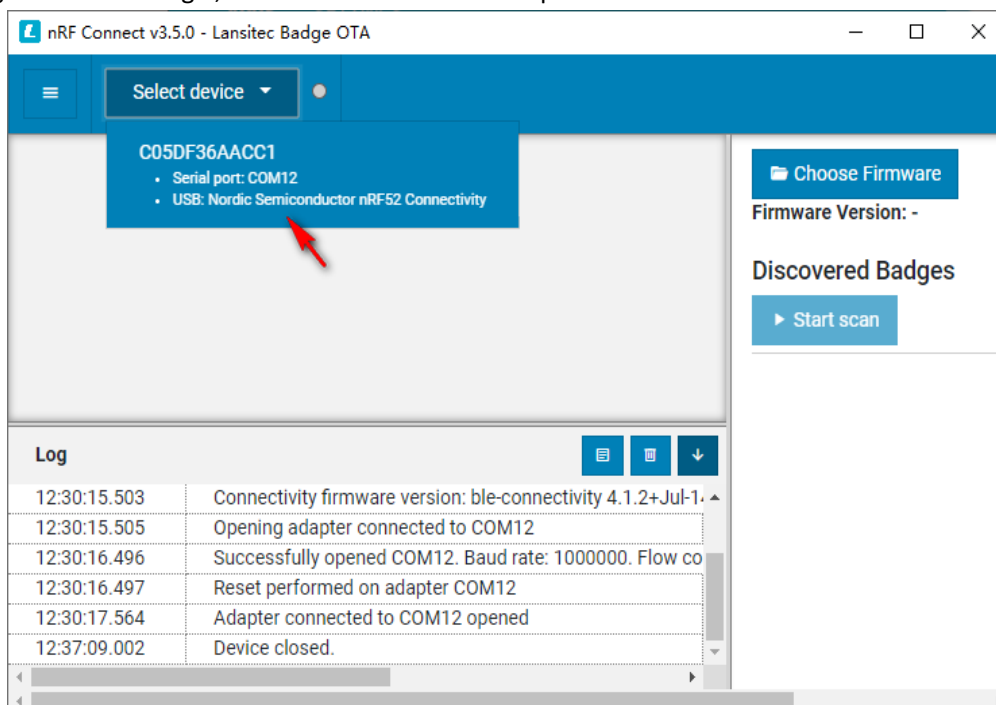 nRF Connect v3.5.0 - Lansitec Badge OTA
Select device
C05DF36AACC1
• Serial port: COM12
• USB: Nordic Semiconductor nRF52 Connectivity
Choose Firmware
Firmware Version: -
Discovered Badges
Start scan
Log
12:30:15.503 Connectivity firmware version: ble-connectivity 4.1.2+Jul-1
12:30:15.505 Opening adapter connected to COM12
12:30:16.496 Successfully opened COM12. Baud rate: 1000000. Flow co
12:30:16.497 Reset performed on adapter COM12
12:30:17.564 Adapter connected to COM12 opened
12:37:09.002 Device closed.